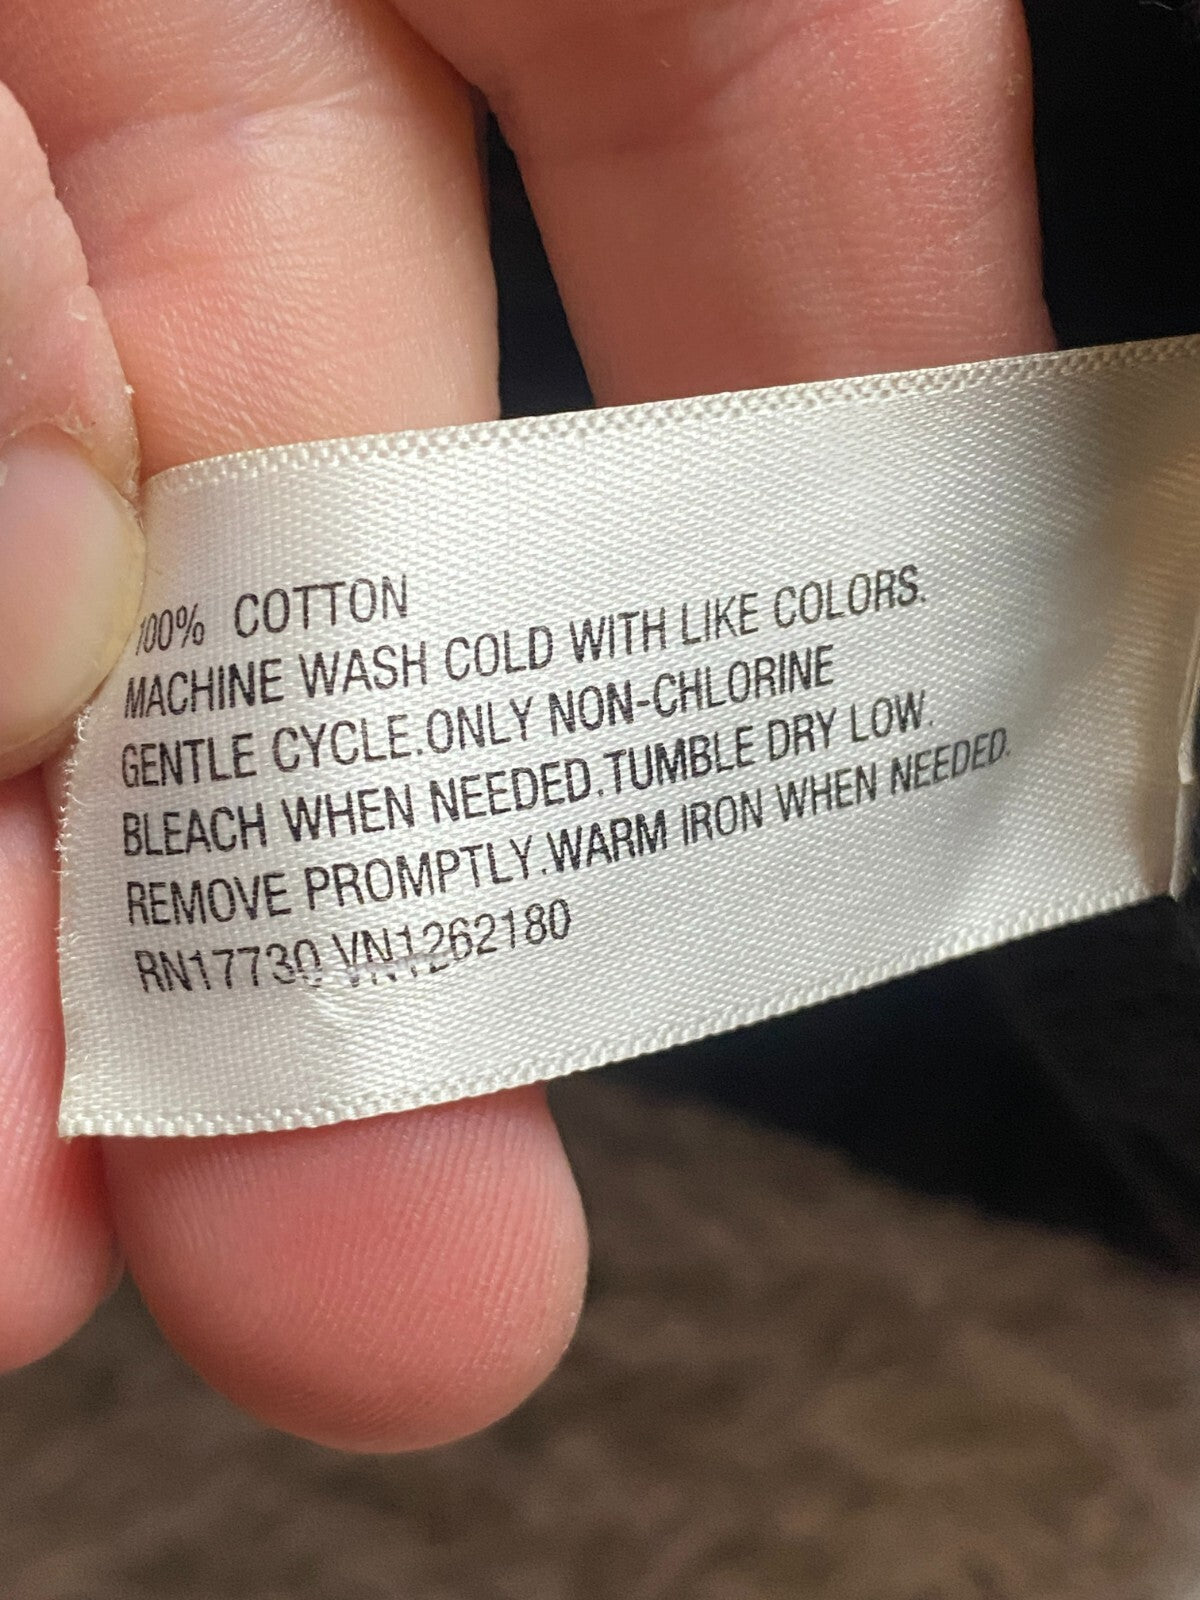 100% COTTON
MACHINE WASH COLD WITH LIKE COLORS.
GENTLE CYCLE.ONLY NON-CHLORINE
BLEACH WHEN NEEDED.TUMBLE DRY LOW.
REMOVE PROMPTLY.WARM IRON WHEN NEEDED.
RN17730 VN1262180